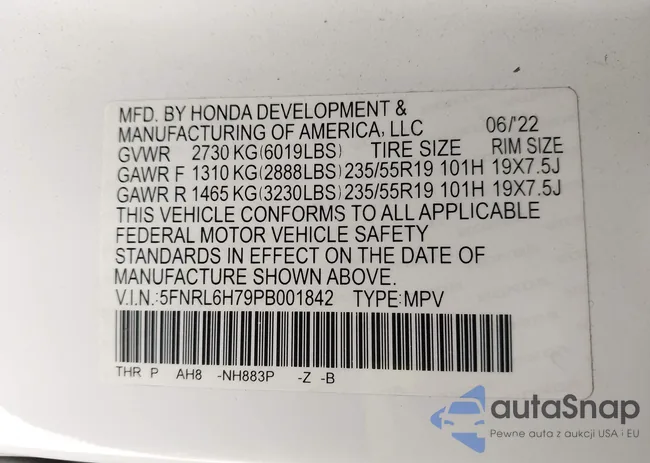 MFD. BY HONDA DEVELOPMENT &
MANUFACTURING OF AMERICA, LLC 06/'22
GVWR 2730 KG(6019LBS) TIRE SIZE RIM SIZE
GAWR F 1310 KG(2888LBS) 235/55R19 101H 19X7.5J
GAWR R 1465 KG(3230LBS) 235/55R19 101H 19X7.5J
THIS VEHICLE CONFORMS TO ALL APPLICABLE
FEDERAL MOTOR VEHICLE SAFETY
STANDARDS IN EFFECT ON THE DATE OF
MANUFACTURE SHOWN ABOVE.
V.I.N.:5FNRL6H79PB001842 TYPE:MPV
THR P AH8 -NH883P -Z -B
autaSnap
Pewne auta z aukcji USA i EU